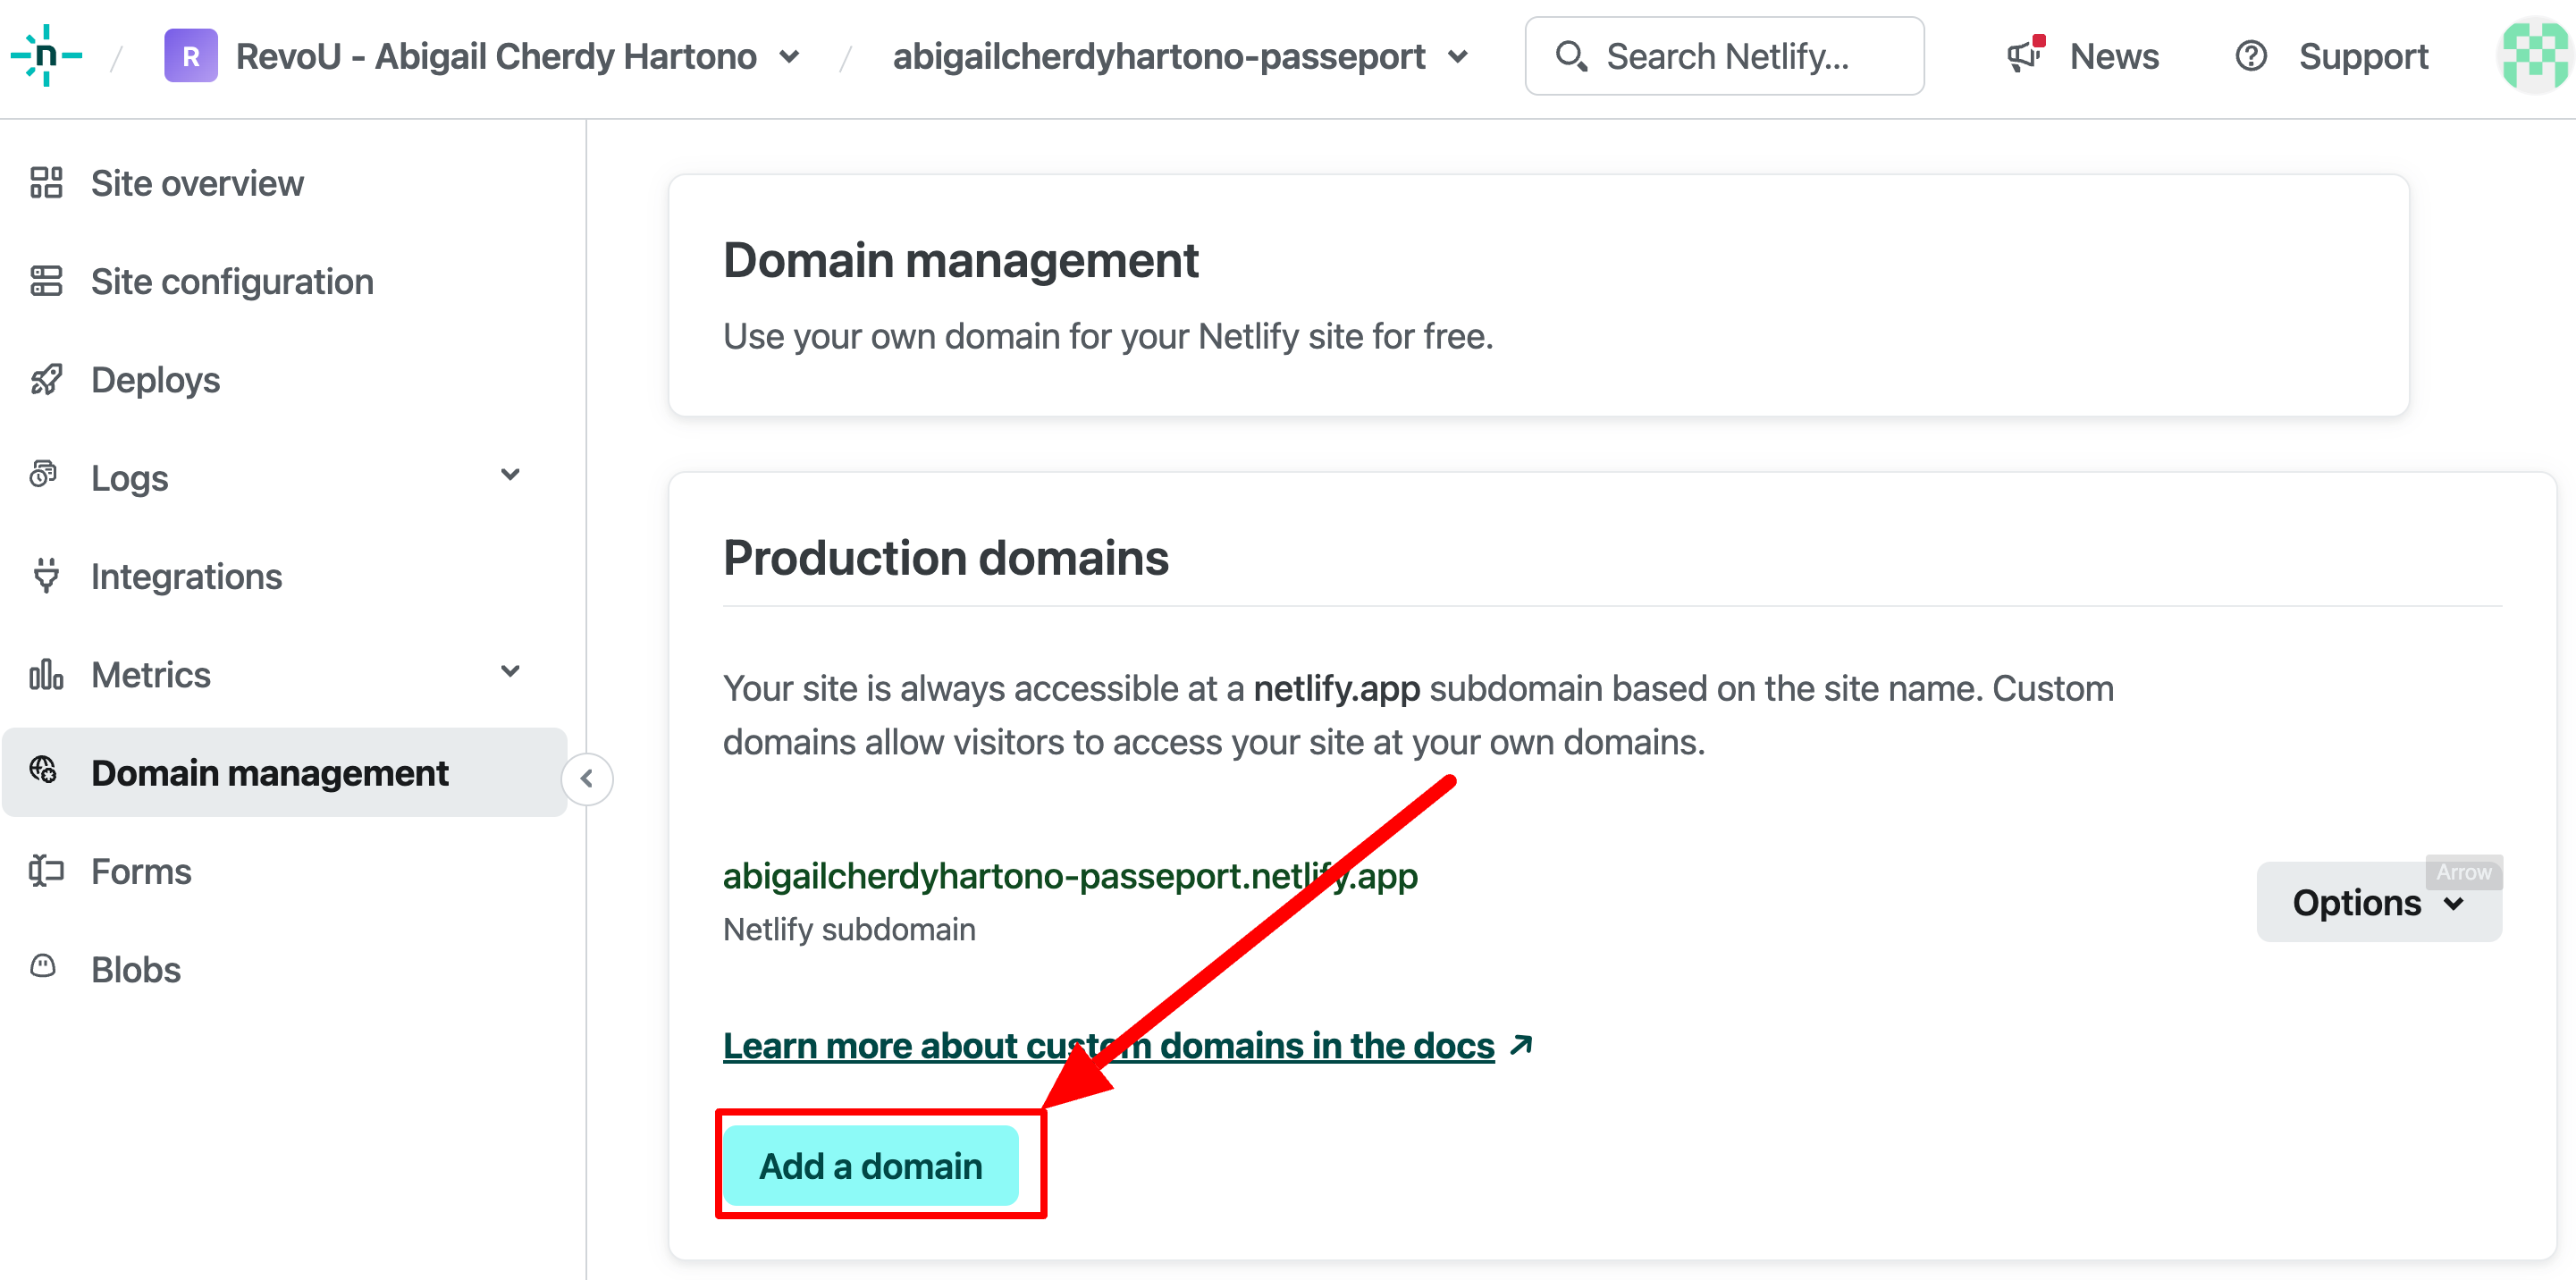 n / R RevoU - Abigail Cherdy Hartono / abigailcherdyhartono-passeport Search Netlify... News Support
Site overview
Site configuration
Deploys
Logs
Integrations
Metrics
Domain management
Forms
Blobs
Domain management
Use your own domain for your Netlify site for free.
Production domains
Your site is always accessible at a netlify.app subdomain based on the site name. Custom
domains allow visitors to access your site at your own domains.
abigailcherdyhartono-passeport.netlify.app
Netlify subdomain
Arrow
Options
Learn more about custom domains in the docs
Add a domain